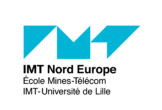 IMT Nord Europe
École Mines-Télécom
IMT-Université de Lille